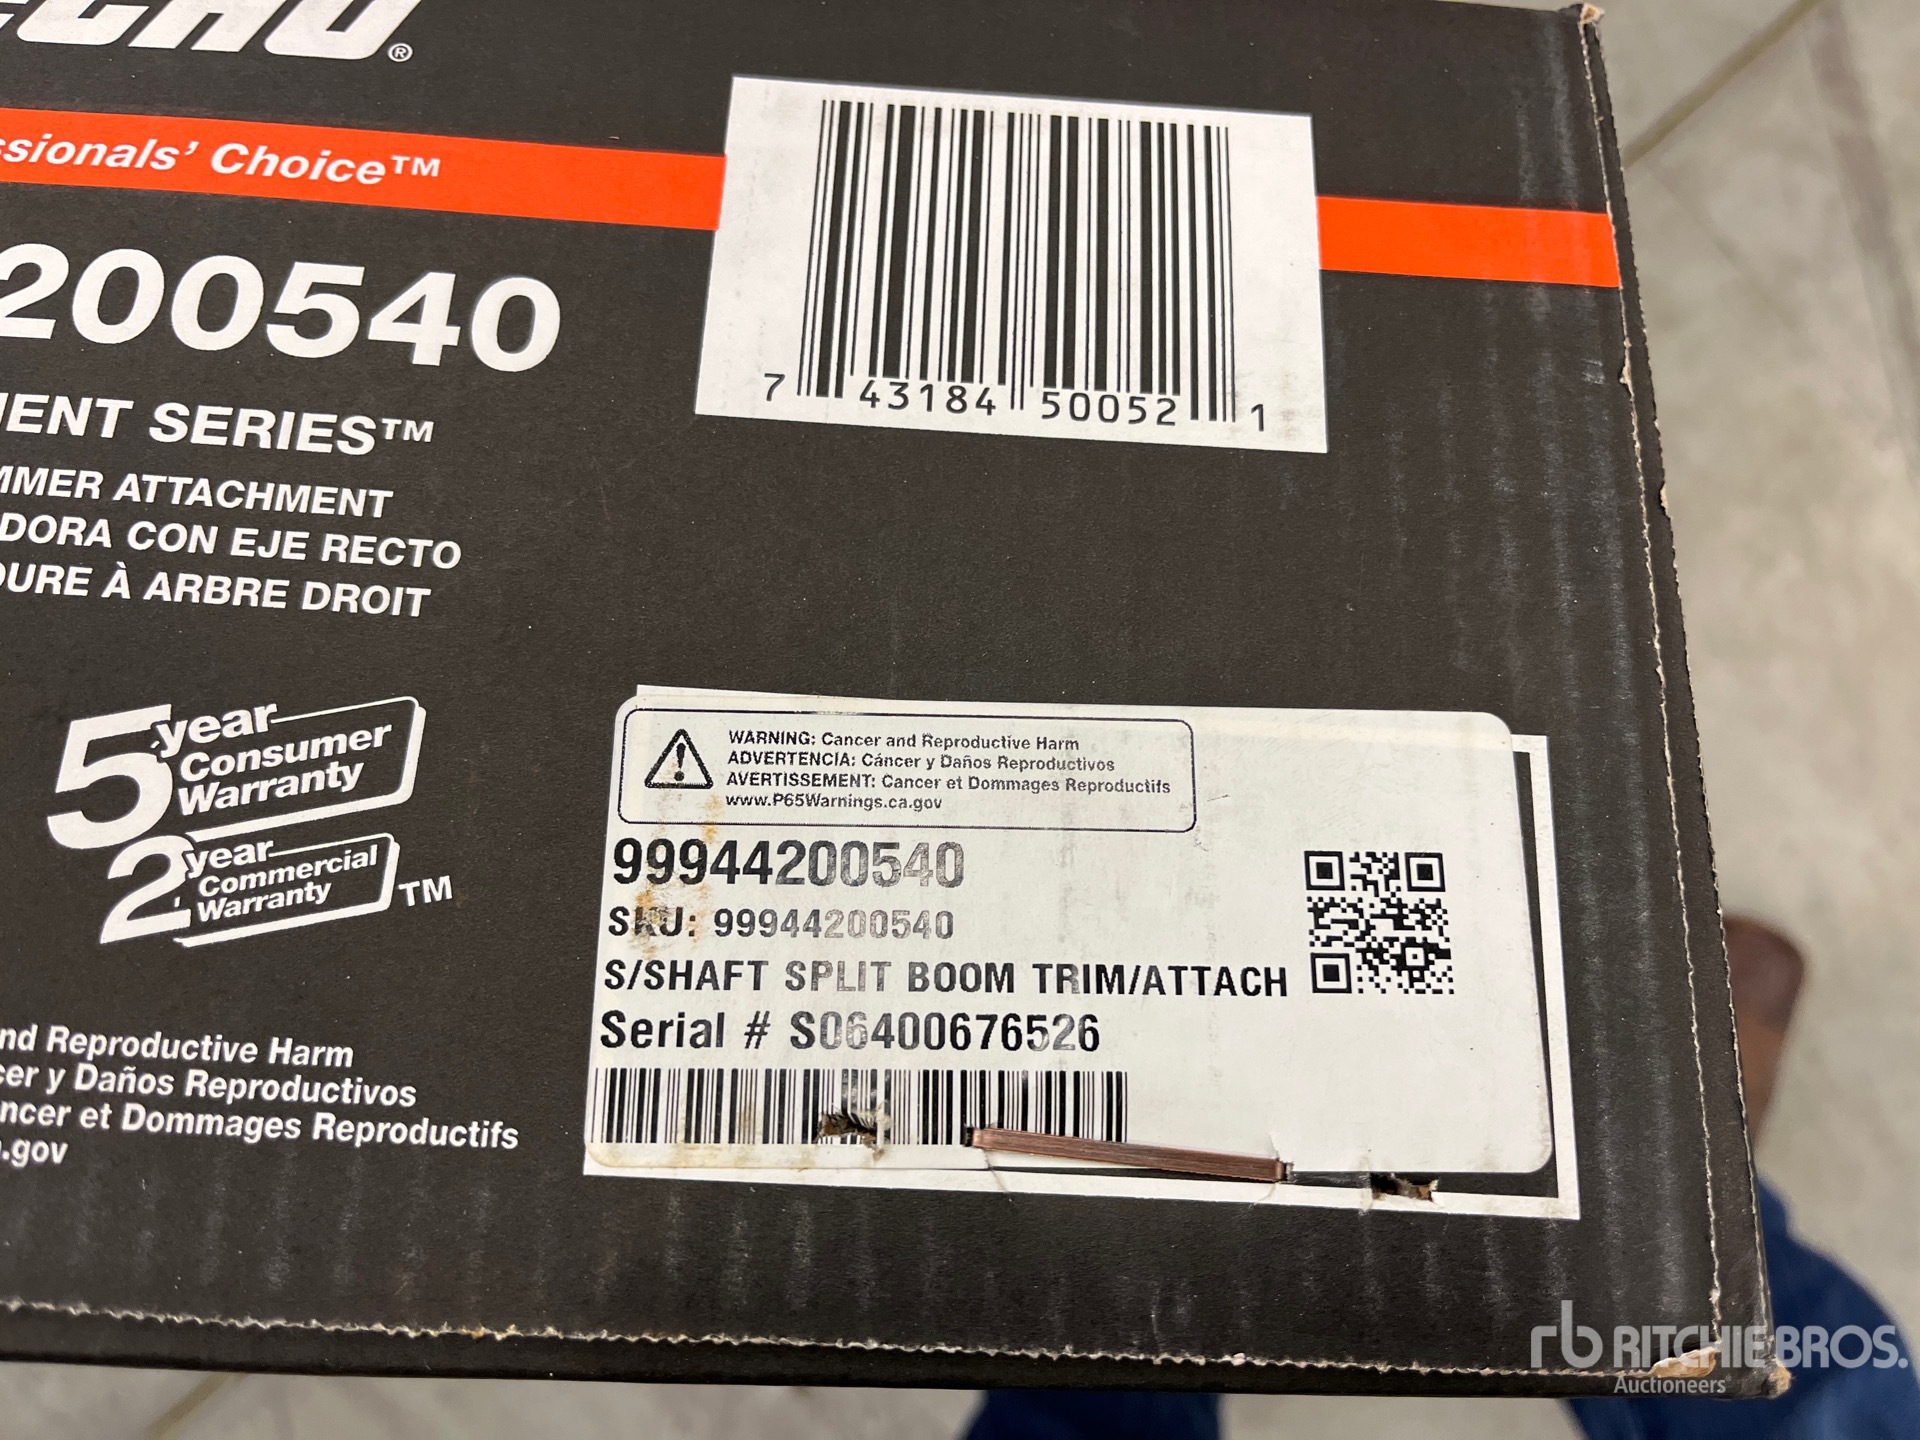 ECHO®
ssionals' Choice™
200540
ENT SERIES™
MMER ATTACHMENT
DORA CON EJE RECTO
URE À ARBRE DROIT
7 43184 50052 1
5 year
Consumer
Warranty
2 year
Commercial
Warranty ™
nd Reproductive Harm
cer y Daños Reproductivos
ncer et Dommages Reproductifs
.gov
WARNING: Cancer and Reproductive Harm
ADVERTENCIA: Cáncer y Daños Reproductivos
AVERTISSEMENT: Cancer et Dommages Reproductifs
www.P65Warnings.ca.gov
99944200540
SKU: 99944200540
S/SHAFT SPLIT BOOM TRIM/ATTACH
Serial # S06400676526
rb RITCHIE BROS.
Auctioneers